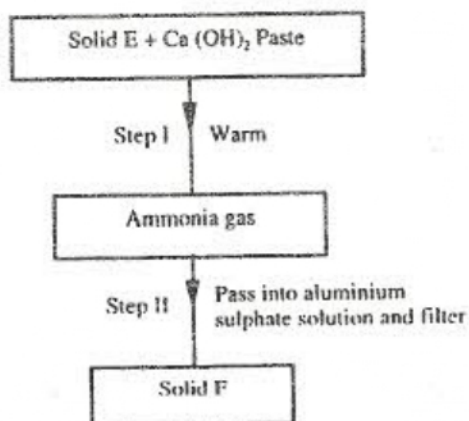 Solid E + Ca (OH)₂ Paste
Step I Warm
Ammonia gas
Step II Pass into aluminium
sulphate solution and filter
Solid F